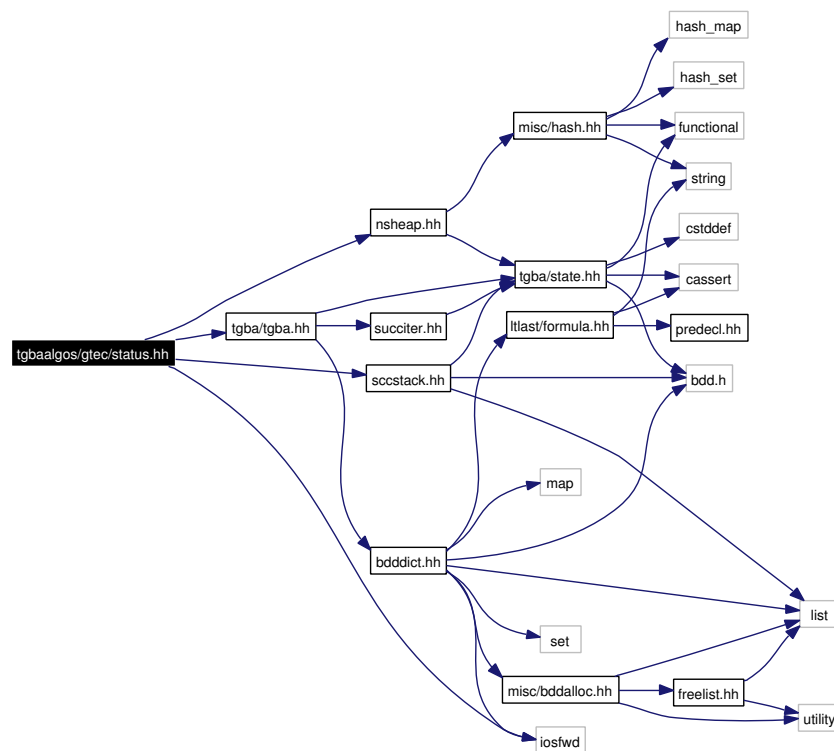 hash_map
hash_set
misc/hash.hh
functional
string
nsheap.hh
cstddef
tgba/state.hh
cassert
tgba/tgba.hh
succiter.hh
ltlast/formula.hh
predecl.hh
tgbaalgos/gtec/status.hh
sccstack.hh
bdd.h
map
bdddict.hh
list
set
misc/bddalloc.hh
freelist.hh
utility
iosfwd